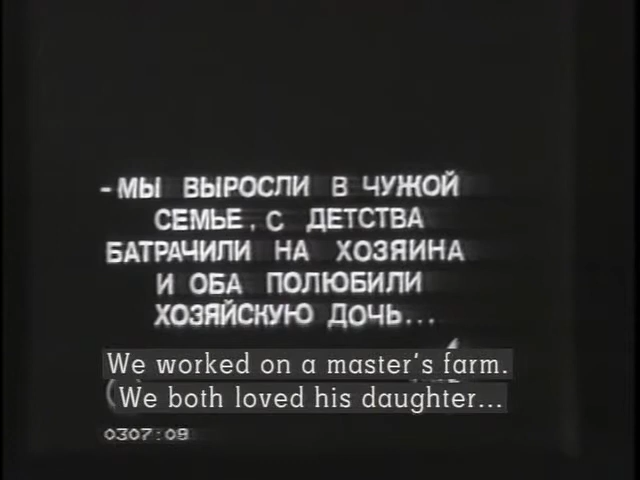 -МЫ ВЫРОСЛИ В ЧУЖОЙ
СЕМЬЕ, С ДЕТСТВА
БАТРАЧИЛИ НА ХОЗЯИНА
И ОБА ПОЛЮБИЛИ
ХОЗЯЙСКУЮ ДОЧЬ...
We worked on a master's farm.
We both loved his daughter...
0307:09